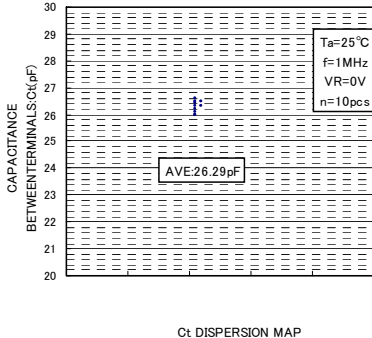 CAPACITANCE
BETWEENTERMINALS:Ct(pF)
30
29
28
27
26
25
24
23
22
21
20
Ta=25℃
f=1MHz
VR=0V
n=10pcs
AVE:26.29pF
Ct DISPERSION MAP